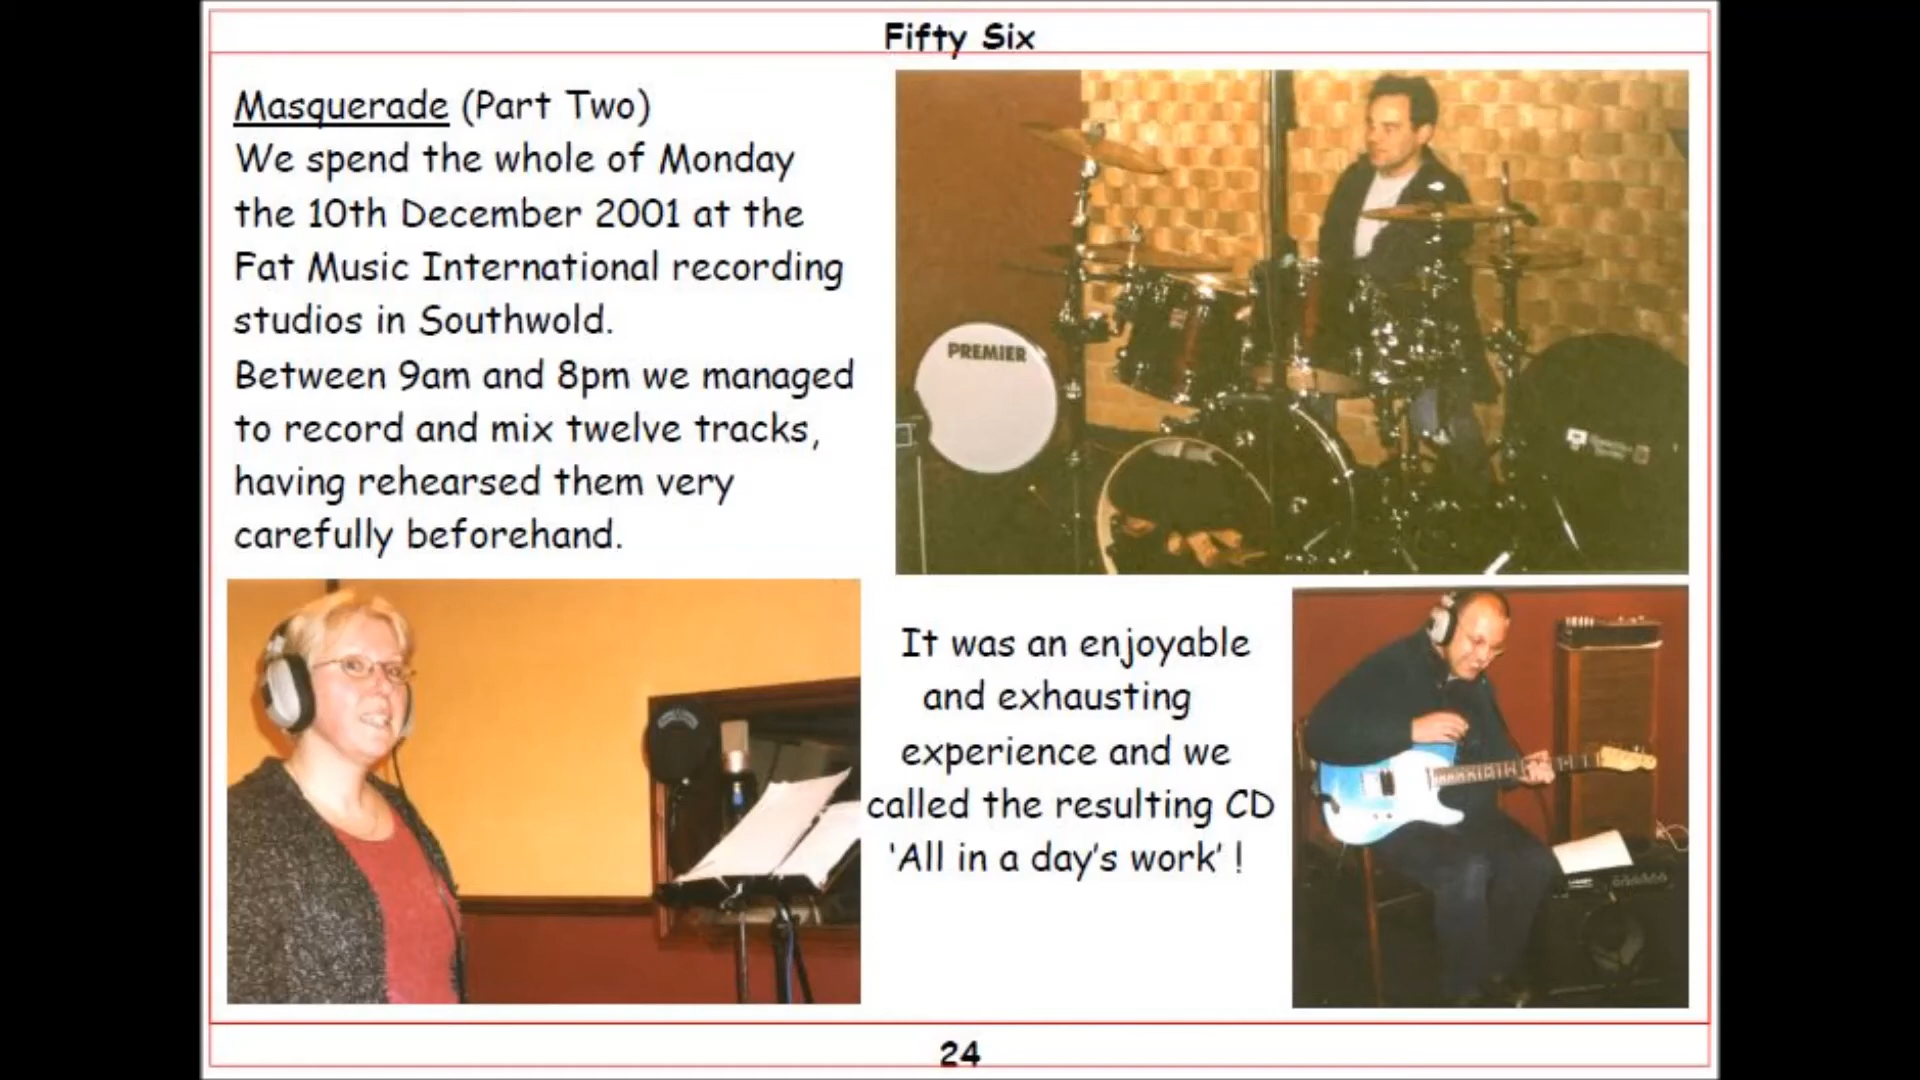 Fifty Six
Masquerade (Part Two)
We spend the whole of Monday
the 10th December 2001 at the
Fat Music International recording
studios in Southwold.
Between 9am and 8pm we managed
to record and mix twelve tracks,
having rehearsed them very
carefully beforehand.
PREMIER
It was an enjoyable
and exhausting
experience and we
called the resulting CD
‘All in a day’s work’ !
24